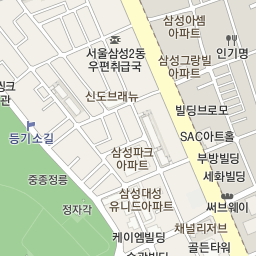 삼성아셈
아파트
서울삼성2동
우편취급국
인기명
삼성그랑빌
아파트
신도브래뉴
빌딩브로모
등기소길
SAC아트홀
삼성파크
아파트
부방빌딩
중종정릉
세화빌딩
삼성대성
유니드아파트
써브웨이
정자각
채널리저브
케이엠빌딩
골든타워